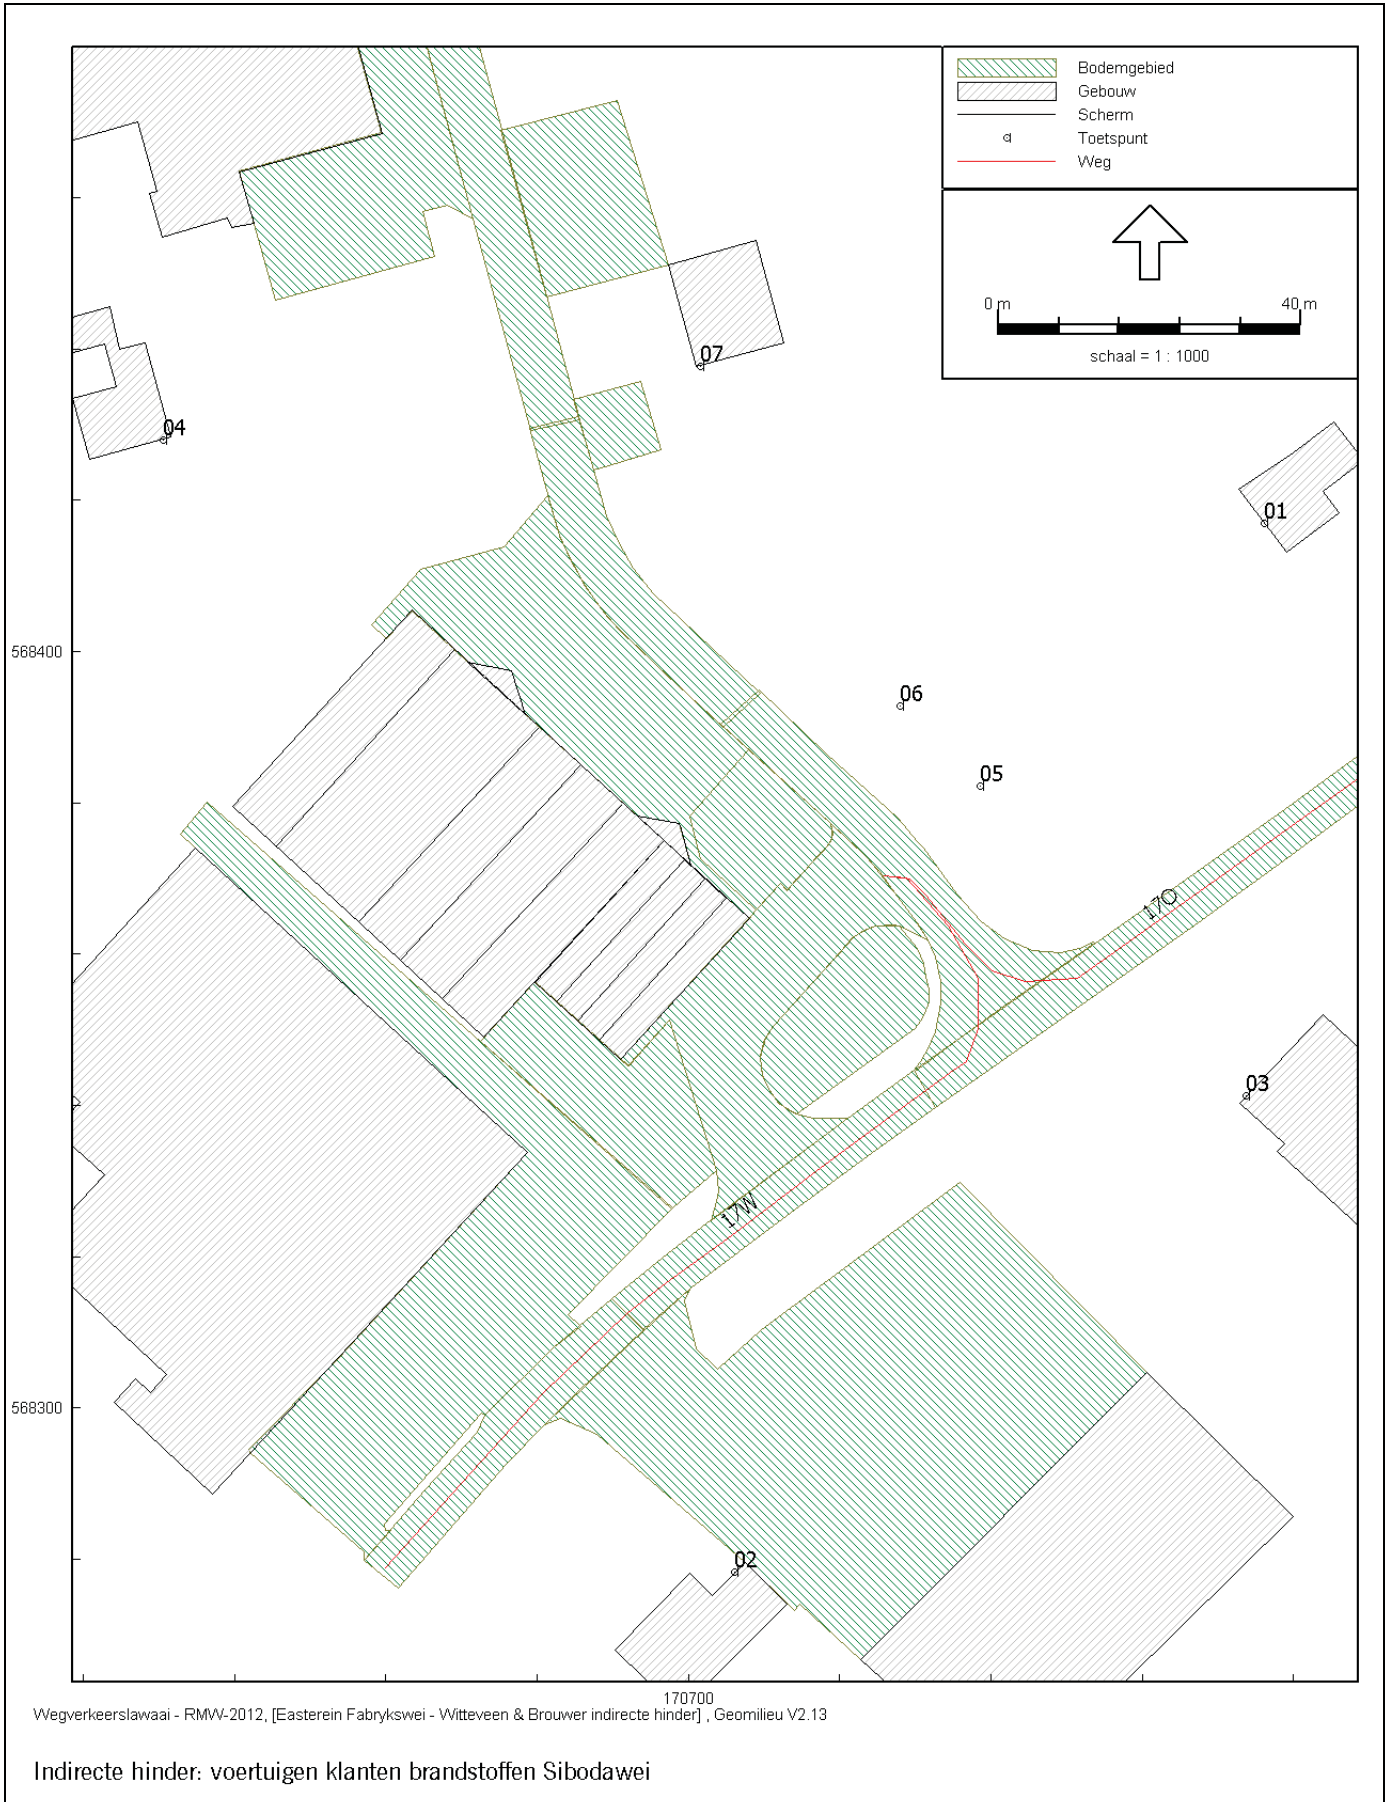 Bodemgebied
Gebouw
Scherm
Toetspunt
Weg
0 m
40 m
schaal = 1 : 1000
07
04
01
568400
06
05
17O
03
17W
568300
02
170700
Wegverkeerslawaai - RMW-2012, [Easterein Fabrykswei - Witteveen & Brouwer indirecte hinder] , Geomilieu V2.13
Indirecte hinder: voertuigen klanten brandstoffen Sibodawei